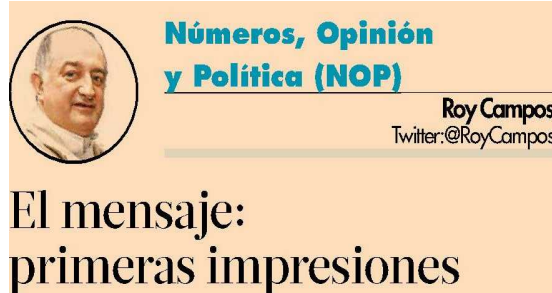 Números, Opinión
y Política (NOP)
Roy Campos
Twitter:@RoyCampos
El mensaje:
primeras impresiones